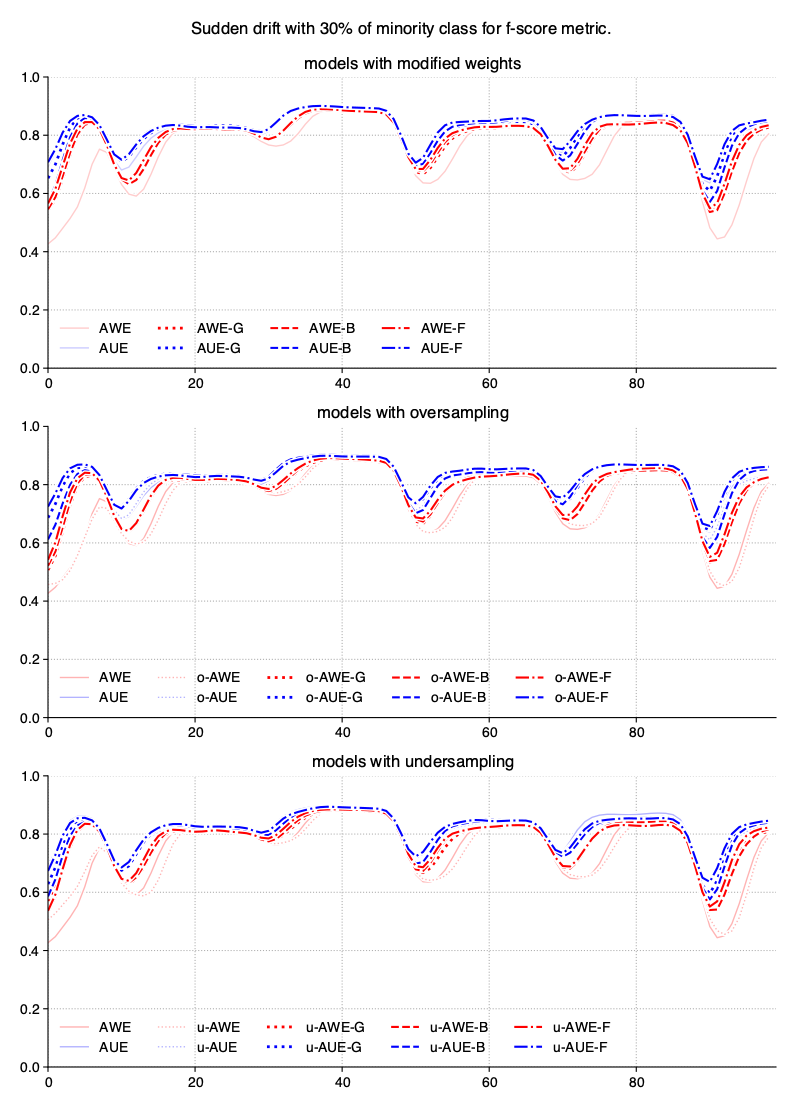 Sudden drift with 30% of minority class for f-score metric.
models with modified weights
1.0
0.8
0.6
0.4
0.2
AWE AWE-G AWE-B AWE-F
AUE AUE-G AUE-B AUE-F
0.0
0 20 40 60 80
models with oversampling
1.0
0.8
0.6
0.4
0.2
AWE o-AWE o-AWE-G o-AWE-B o-AWE-F
AUE o-AUE o-AUE-G o-AUE-B o-AUE-F
0.0
0 20 40 60 80
models with undersampling
1.0
0.8
0.6
0.4
0.2
AWE u-AWE u-AWE-G u-AWE-B u-AWE-F
AUE u-AUE u-AUE-G u-AUE-B u-AUE-F
0.0
0 20 40 60 80